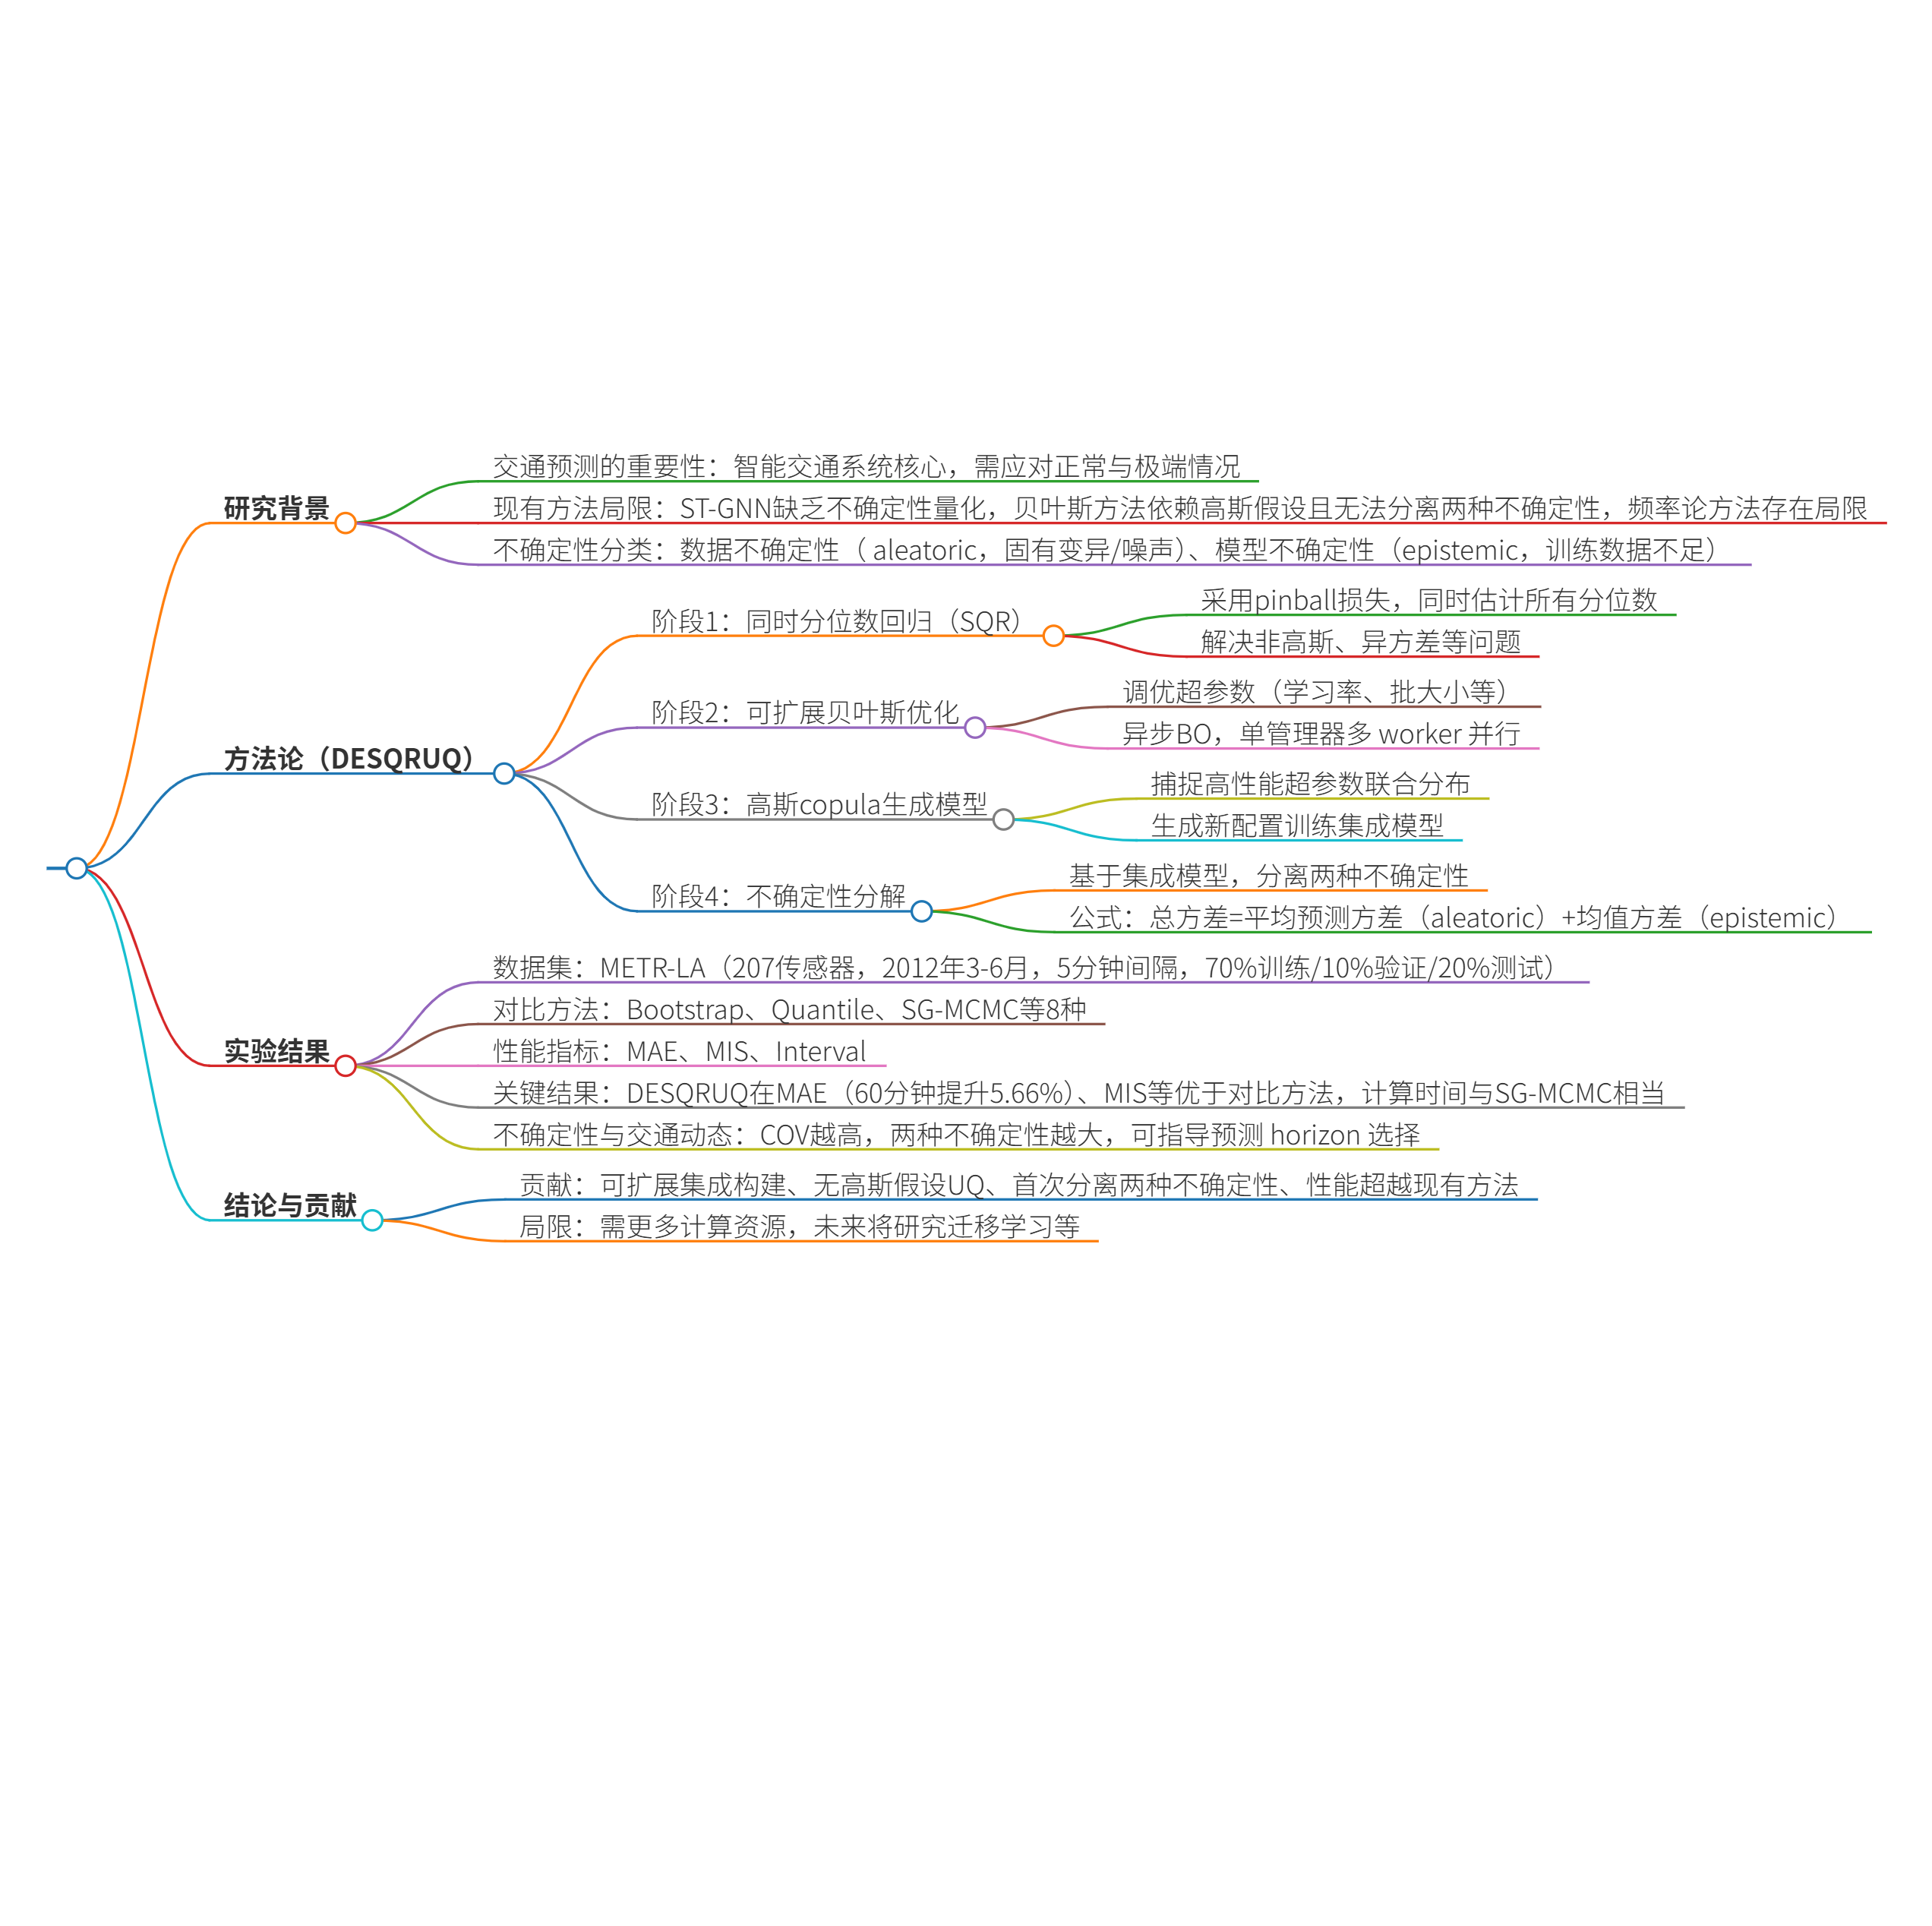 研究背景
交通预测的重要性：智能交通系统核心，需应对正常与极端情况
现有方法局限：ST-GNN缺乏不确定性量化，贝叶斯方法依赖高斯假设且无法分离两种不确定性，频率论方法存在局限
不确定性分类：数据不确定性（ aleatoric，固有变异/噪声）、模型不确定性（epistemic，训练数据不足）
方法论（DESQRUQ）
阶段1：同时分位数回归（SQR）
采用pinball损失，同时估计所有分位数
解决非高斯、异方差等问题
阶段2：可扩展贝叶斯优化
调优超参数（学习率、批大小等）
异步BO，单管理器多 worker 并行
阶段3：高斯copula生成模型
捕捉高性能超参数联合分布
生成新配置训练集成模型
阶段4：不确定性分解
基于集成模型，分离两种不确定性
公式：总方差=平均预测方差（aleatoric）+均值方差（epistemic）
实验结果
数据集：METR-LA（207传感器，2012年3-6月，5分钟间隔，70%训练/10%验证/20%测试）
对比方法：Bootstrap、Quantile、SG-MCMC等8种
性能指标：MAE、MIS、Interval
关键结果：DESQRUQ在MAE（60分钟提升5.66%）、MIS等优于对比方法，计算时间与SG-MCMC相当
不确定性与交通动态：COV越高，两种不确定性越大，可指导预测 horizon 选择
结论与贡献
贡献：可扩展集成构建、无高斯假设UQ、首次分离两种不确定性、性能超越现有方法
局限：需更多计算资源，未来将研究迁移学习等